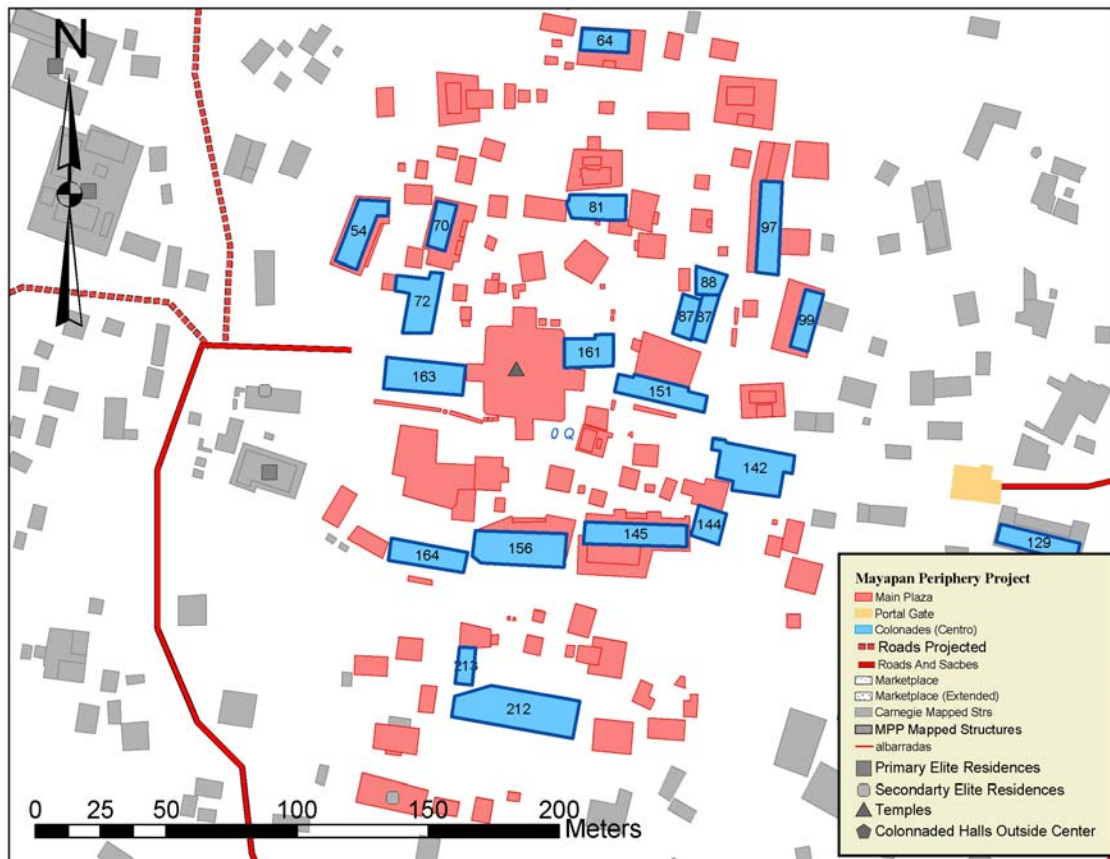 N
64
81
97
54
70
72
88
87
87
99
161
163
151
0 Q
142
145
144
156
164
129
213
212
0 25 50 100 150 200
Meters
Mayapan Periphery Project
Main Plaza
Portal Gate
Colonades (Centro)
Roads Projected
Roads And Sacbes
Marketplace
Marketplace (Extended)
Carnegie Mapped Strs
MPP Mapped Structures
albarradas
Primary Elite Residences
Secondarty Elite Residences
Temples
Colonnaded Halls Outside Center